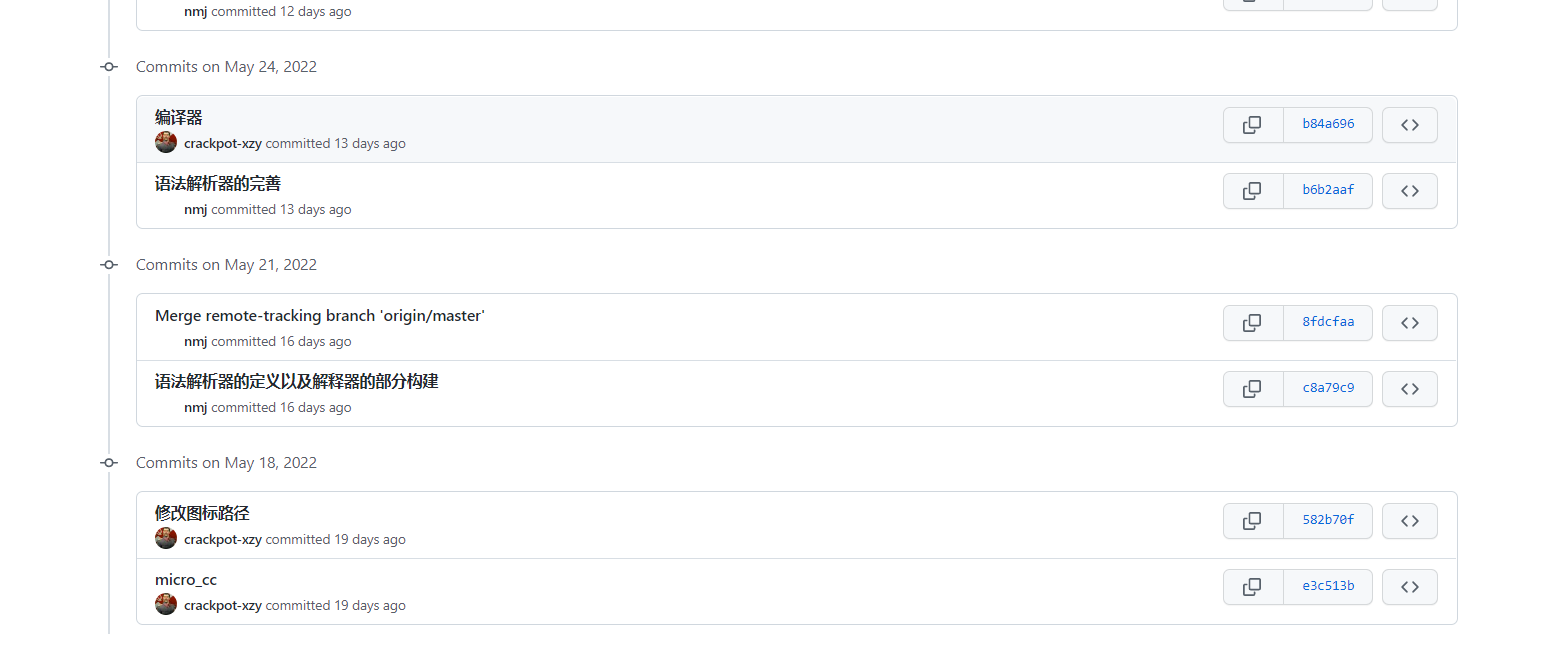 nmj committed 12 days ago
Commits on May 24, 2022
编译器
crackpot-xzy committed 13 days ago
b84a696
语法解析器的完善
nmj committed 13 days ago
b6b2aaf
Commits on May 21, 2022
Merge remote-tracking branch 'origin/master'
nmj committed 16 days ago
8fdcfaa
语法解析器的定义以及解释器的部分构建
nmj committed 16 days ago
c8a79c9
Commits on May 18, 2022
修改图标路径
crackpot-xzy committed 19 days ago
582b70f
micro_cc
crackpot-xzy committed 19 days ago
e3c513b